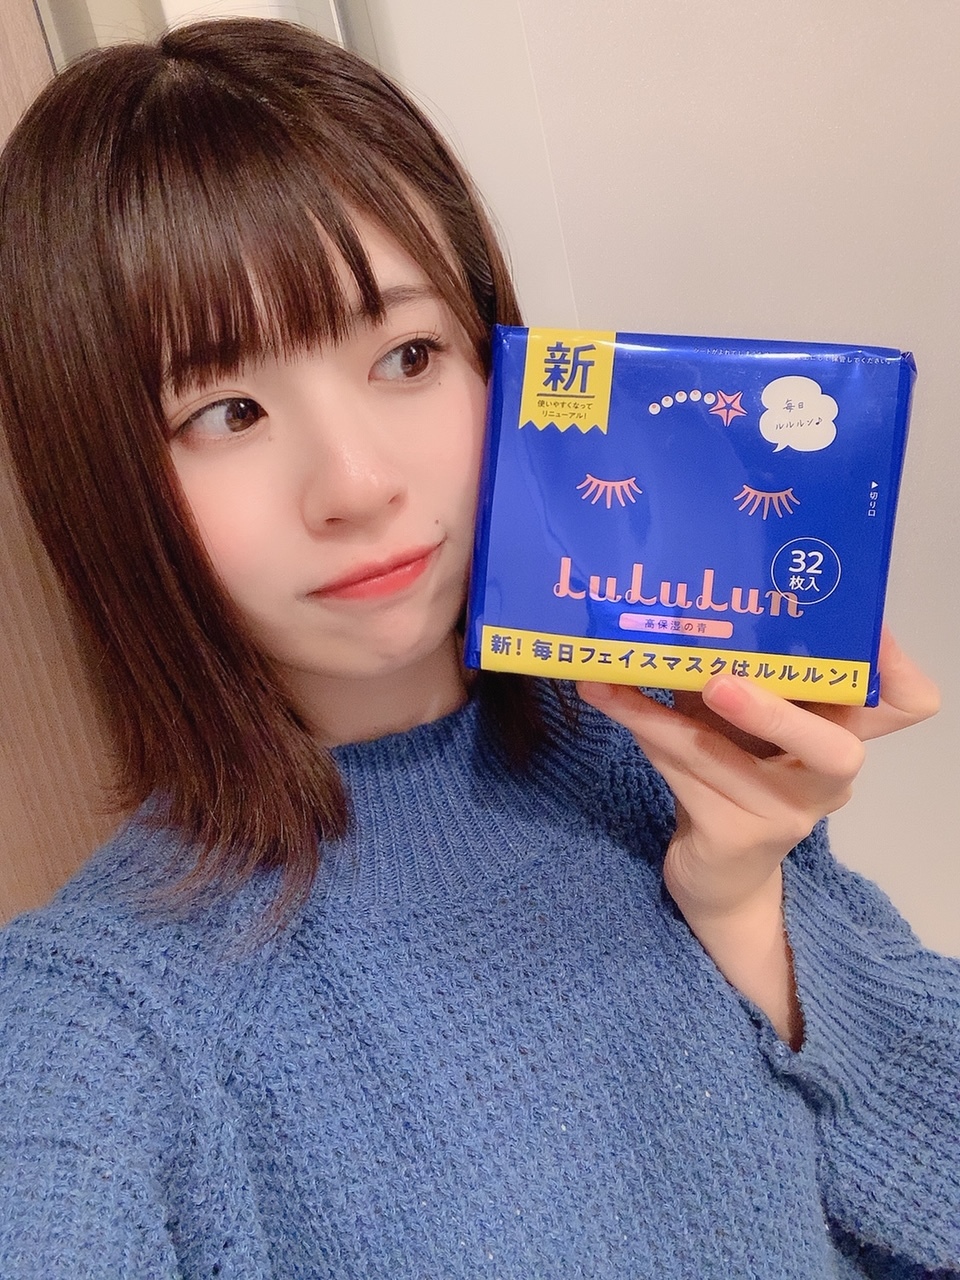 新
使いやすくなって
リニューアル!
毎日
ルルルン♪
▶切り口
32
枚入
LuLuLun
高保湿の青
新! 毎日フェイスマスクはルルルン!